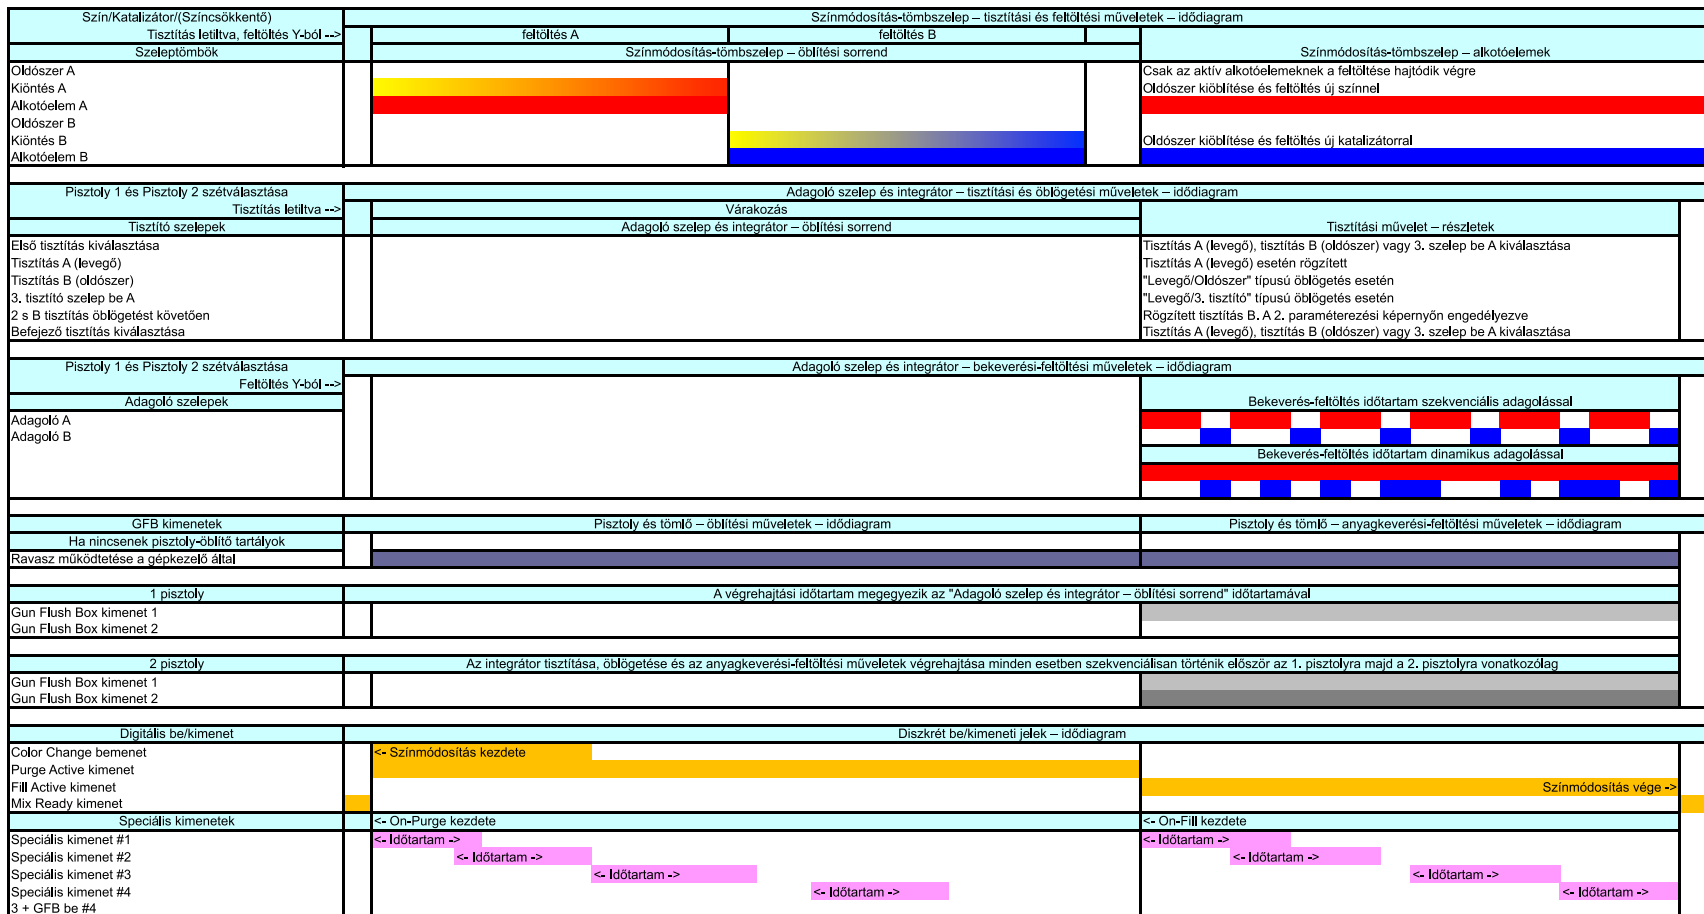 Szín/Katalizátor/(Színcsökkentő)
Színmódosítás-tömbszelep – tisztítási és feltöltési műveletek – idődiagram
Tisztítás letiltva, feltöltés Y-ból -->
feltöltés A
feltöltés B
Szeleptömbök
Színmódosítás-tömbszelep – öblítési sorrend
Színmódosítás-tömbszelep – alkotóelemek
Oldószer A
Csak az aktív alkotóelemeknek a feltöltése hajtódik végre
Kiöntés A
Oldószer kiöblítése és feltöltés új színnel
Alkotóelem A
Oldószer B
Kiöntés B
Oldószer kiöblítése és feltöltés új katalizátorral
Alkotóelem B
Pisztoly 1 és Pisztoly 2 szétválasztása
Adagoló szelep és integrátor – tisztítási és öblögetési műveletek – idődiagram
Tisztítás letiltva -->
Várakozás
Tisztító szelepek
Adagoló szelep és integrátor – öblítési sorrend
Tisztítási művelet – részletek
Első tisztítás kiválasztása
Tisztítás A (levegő), tisztítás B (oldószer) vagy 3. szelep be A kiválasztása
Tisztítás A (levegő)
Tisztítás A (levegő) esetén rögzített
Tisztítás B (oldószer)
"Levegő/Oldószer" típusú öblögetés esetén
3. tisztító szelep be A
"Levegő/3. tisztító" típusú öblögetés esetén
2 s B tisztítás öblögetést követően
Rögzített tisztítás B. A 2. paraméterezési képernyőn engedélyezve
Befejező tisztítás kiválasztása
Tisztítás A (levegő), tisztítás B (oldószer) vagy 3. szelep be A kiválasztása
Pisztoly 1 és Pisztoly 2 szétválasztása
Adagoló szelep és integrátor – bekeverési-feltöltési műveletek – idődiagram
Feltöltés Y-ból -->
Adagoló szelepek
Bekeverés-feltöltés időtartam szekvenciális adagolással
Adagoló A
Adagoló B
Bekeverés-feltöltés időtartam dinamikus adagolással
GFB kimenetek
Pisztoly és tömlő – öblítési műveletek – idődiagram
Pisztoly és tömlő – anyagkeverési-feltöltési műveletek – idődiagram
Ha nincsenek pisztoly-öblítő tartályok
Ravasz működtetése a gépkezelő által
1 pisztoly
A végrehajtási időtartam megegyezik az "Adagoló szelep és integrátor – öblítési sorrend" időtartamával
Gun Flush Box kimenet 1
Gun Flush Box kimenet 2
2 pisztoly
Az integrátor tisztítása, öblögetése és az anyagkeverési-feltöltési műveletek végrehajtása minden esetben szekvenciálisan történik először az 1. pisztolyra majd a 2. pisztolyra vonatkozólag
Gun Flush Box kimenet 1
Gun Flush Box kimenet 2
Digitális be/kimenet
Diszkrét be/kimeneti jelek – idődiagram
Color Change bemenet
<- Színmódosítás kezdete
Purge Active kimenet
Fill Active kimenet
Színmódosítás vége ->
Mix Ready kimenet
Speciális kimenetek
<- On-Purge kezdete
<- On-Fill kezdete
Speciális kimenet #1
<- Időtartam ->
<- Időtartam ->
Speciális kimenet #2
<- Időtartam ->
<- Időtartam ->
Speciális kimenet #3
<- Időtartam ->
<- Időtartam ->
Speciális kimenet #4
<- Időtartam ->
<- Időtartam ->
3 + GFB be #4